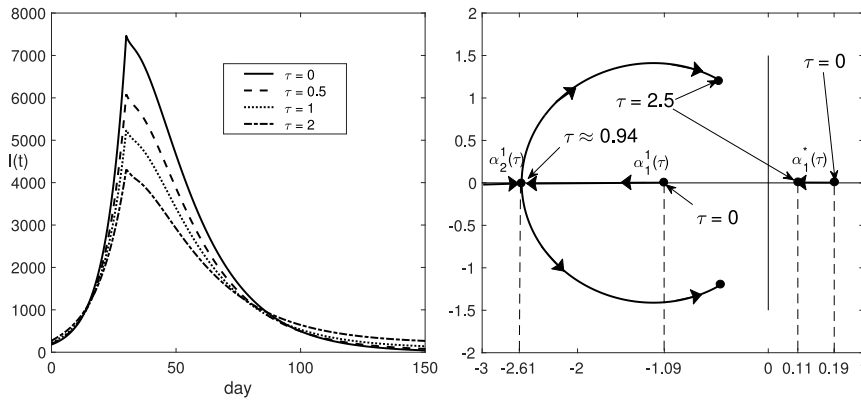 8000
7000
6000
5000
4000
3000
2000
1000
0
I(t)
0
50
100
150
day
τ = 0
τ = 0.5
τ = 1
τ = 2
2
1.5
1
0.5
0
-0.5
-1
-1.5
-2
-3
-2.61
-2
-1.09
0
0.11
0.19
τ = 0
τ = 2.5
τ ≈ 0.94
α₂¹(τ)
α₁¹(τ)
α₁*(τ)
τ = 0